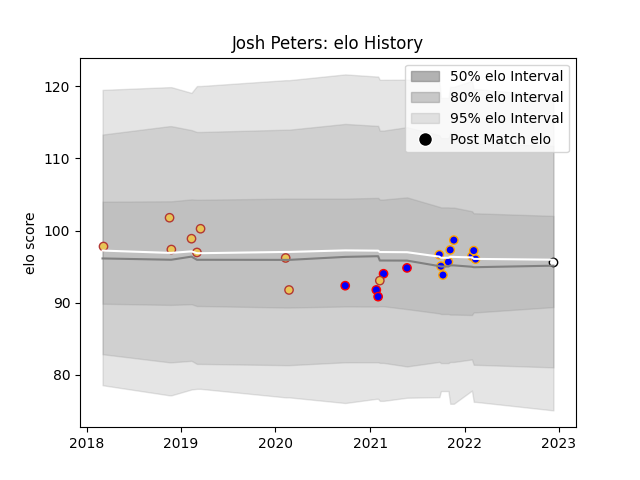 Josh Peters: elo History
120
110
100
90
80
elo score
50% elo Interval
80% elo Interval
95% elo Interval
Post Match elo
2018
2019
2020
2021
2022
2023